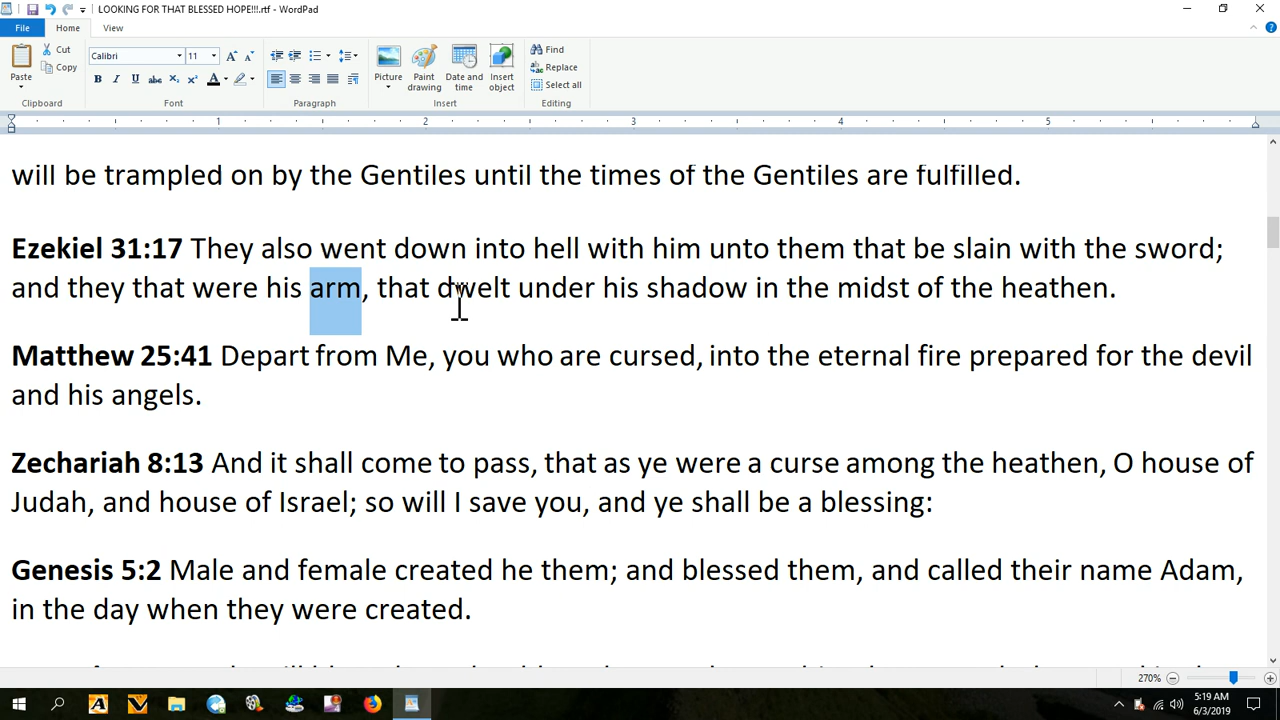 LOOKING FOR THAT BLESSED HOPE!!!.rtf - WordPad
File Home View
Paste Cut Copy
Calibri 11
B I U abc X₂ X² A
Picture Paint drawing Date and time Insert object
Find
Replace
Select all
Clipboard Font Paragraph Insert Editing
1 2 3 4 5
will be trampled on by the Gentiles until the times of the Gentiles are fulfilled.
Ezekiel 31:17 They also went down into hell with him unto them that be slain with the sword;
and they that were his arm, that dwelt under his shadow in the midst of the heathen.
Matthew 25:41 Depart from Me, you who are cursed, into the eternal fire prepared for the devil
and his angels.
Zechariah 8:13 And it shall come to pass, that as ye were a curse among the heathen, O house of
Judah, and house of Israel; so will I save you, and ye shall be a blessing:
Genesis 5:2 Male and female created he them; and blessed them, and called their name Adam,
in the day when they were created.
270%
5:19 AM
6/3/2019